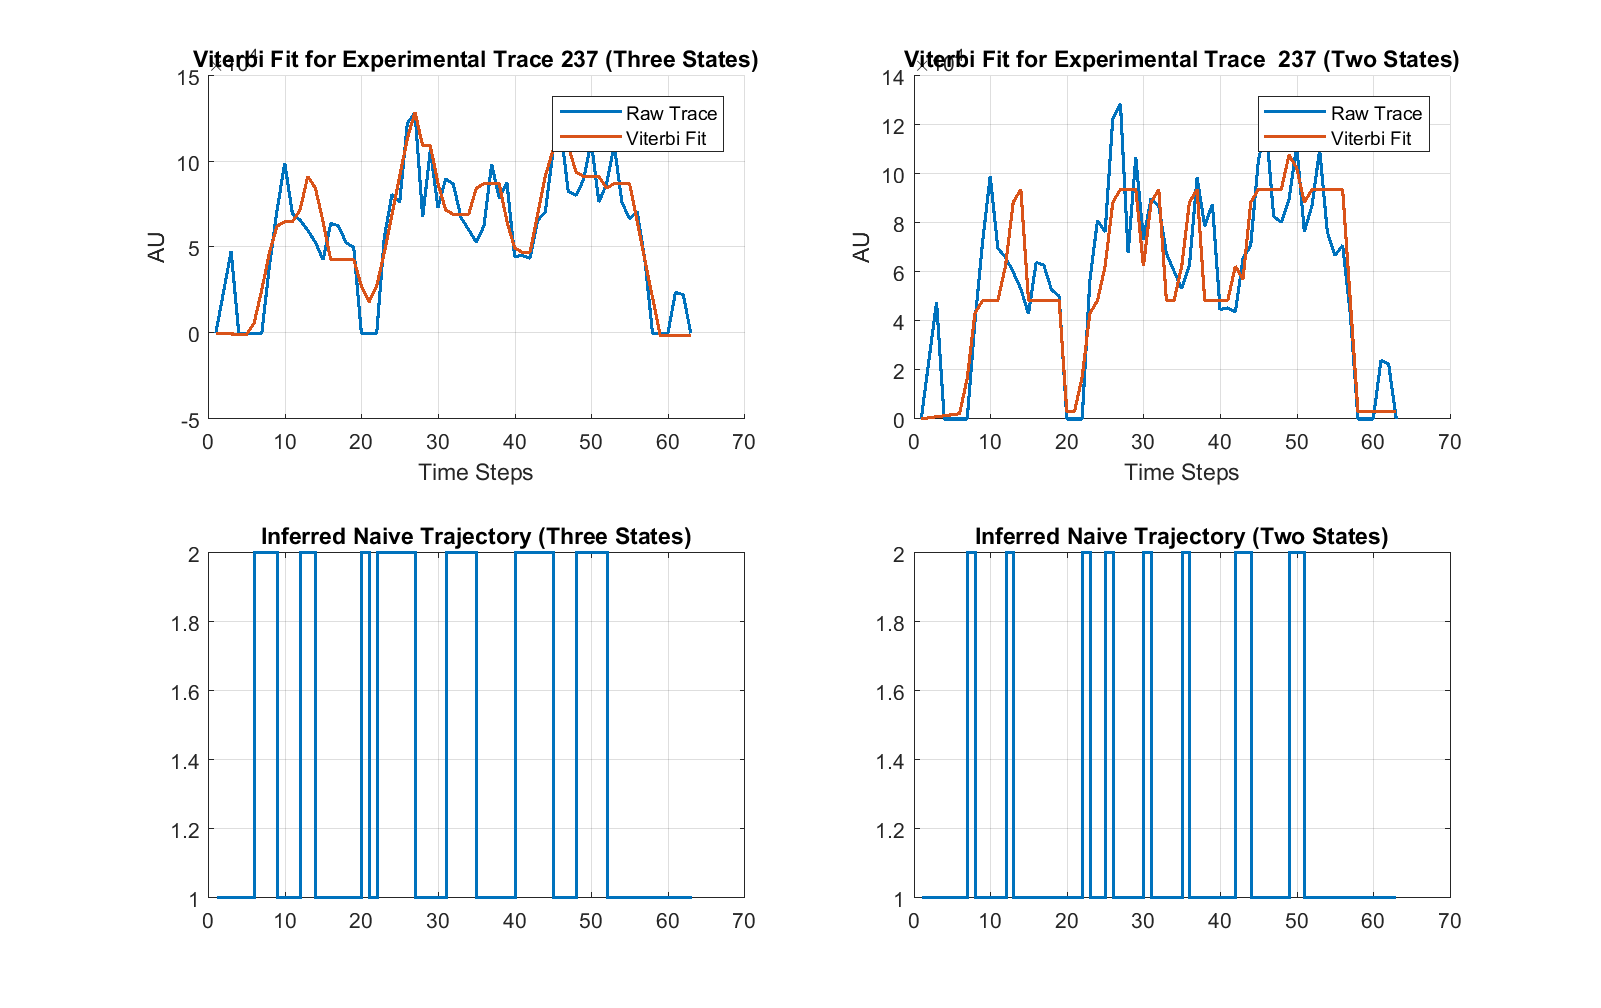 Viterbi Fit for Experimental Trace 237 (Three States)
15
10
5
0
-5
AU
Raw Trace
Viterbi Fit
0 10 20 30 40 50 60 70
Time Steps
Viterbi Fit for Experimental Trace  237 (Two States)
14
12
10
8
6
4
2
0
AU
Raw Trace
Viterbi Fit
0 10 20 30 40 50 60 70
Time Steps
Inferred Naive Trajectory (Three States)
2
1.8
1.6
1.4
1.2
1
0 10 20 30 40 50 60 70
Inferred Naive Trajectory (Two States)
2
1.8
1.6
1.4
1.2
1
0 10 20 30 40 50 60 70